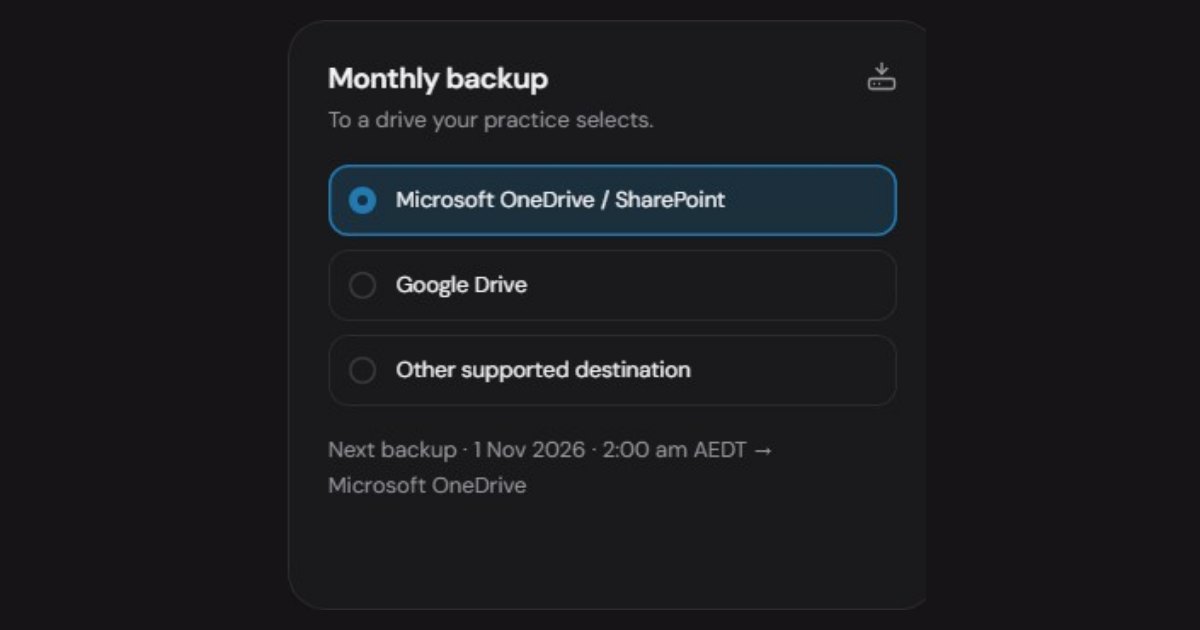 Monthly backup
To a drive your practice selects.
Microsoft OneDrive / SharePoint
Google Drive
Other supported destination
Next backup · 1 Nov 2026 · 2:00 am AEDT →
Microsoft OneDrive